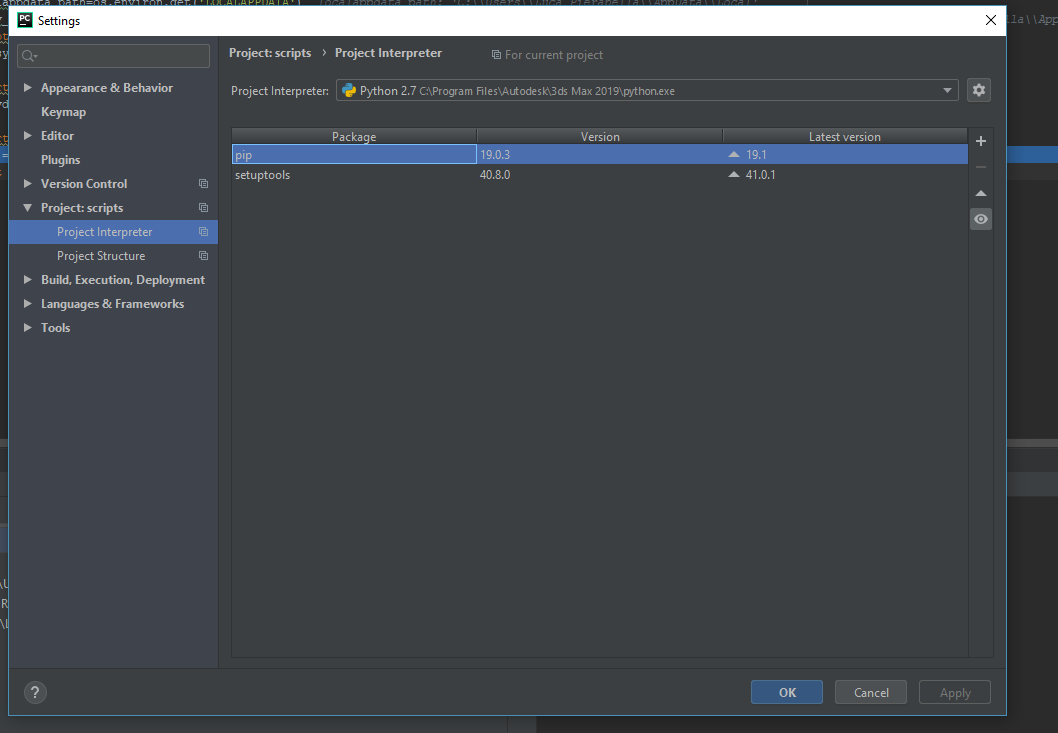 Settings
Project: scripts › Project Interpreter
For current project
Appearance & Behavior
Keymap
Editor
Plugins
Version Control
Project: scripts
Project Interpreter
Project Structure
Build, Execution, Deployment
Languages & Frameworks
Tools
Project Interpreter: Python 2.7 C:\Program Files\Autodesk\3ds Max 2019\python.exe
Package Version Latest version
pip 19.0.3 19.1
setuptools 40.8.0 41.0.1
? OK Cancel Apply